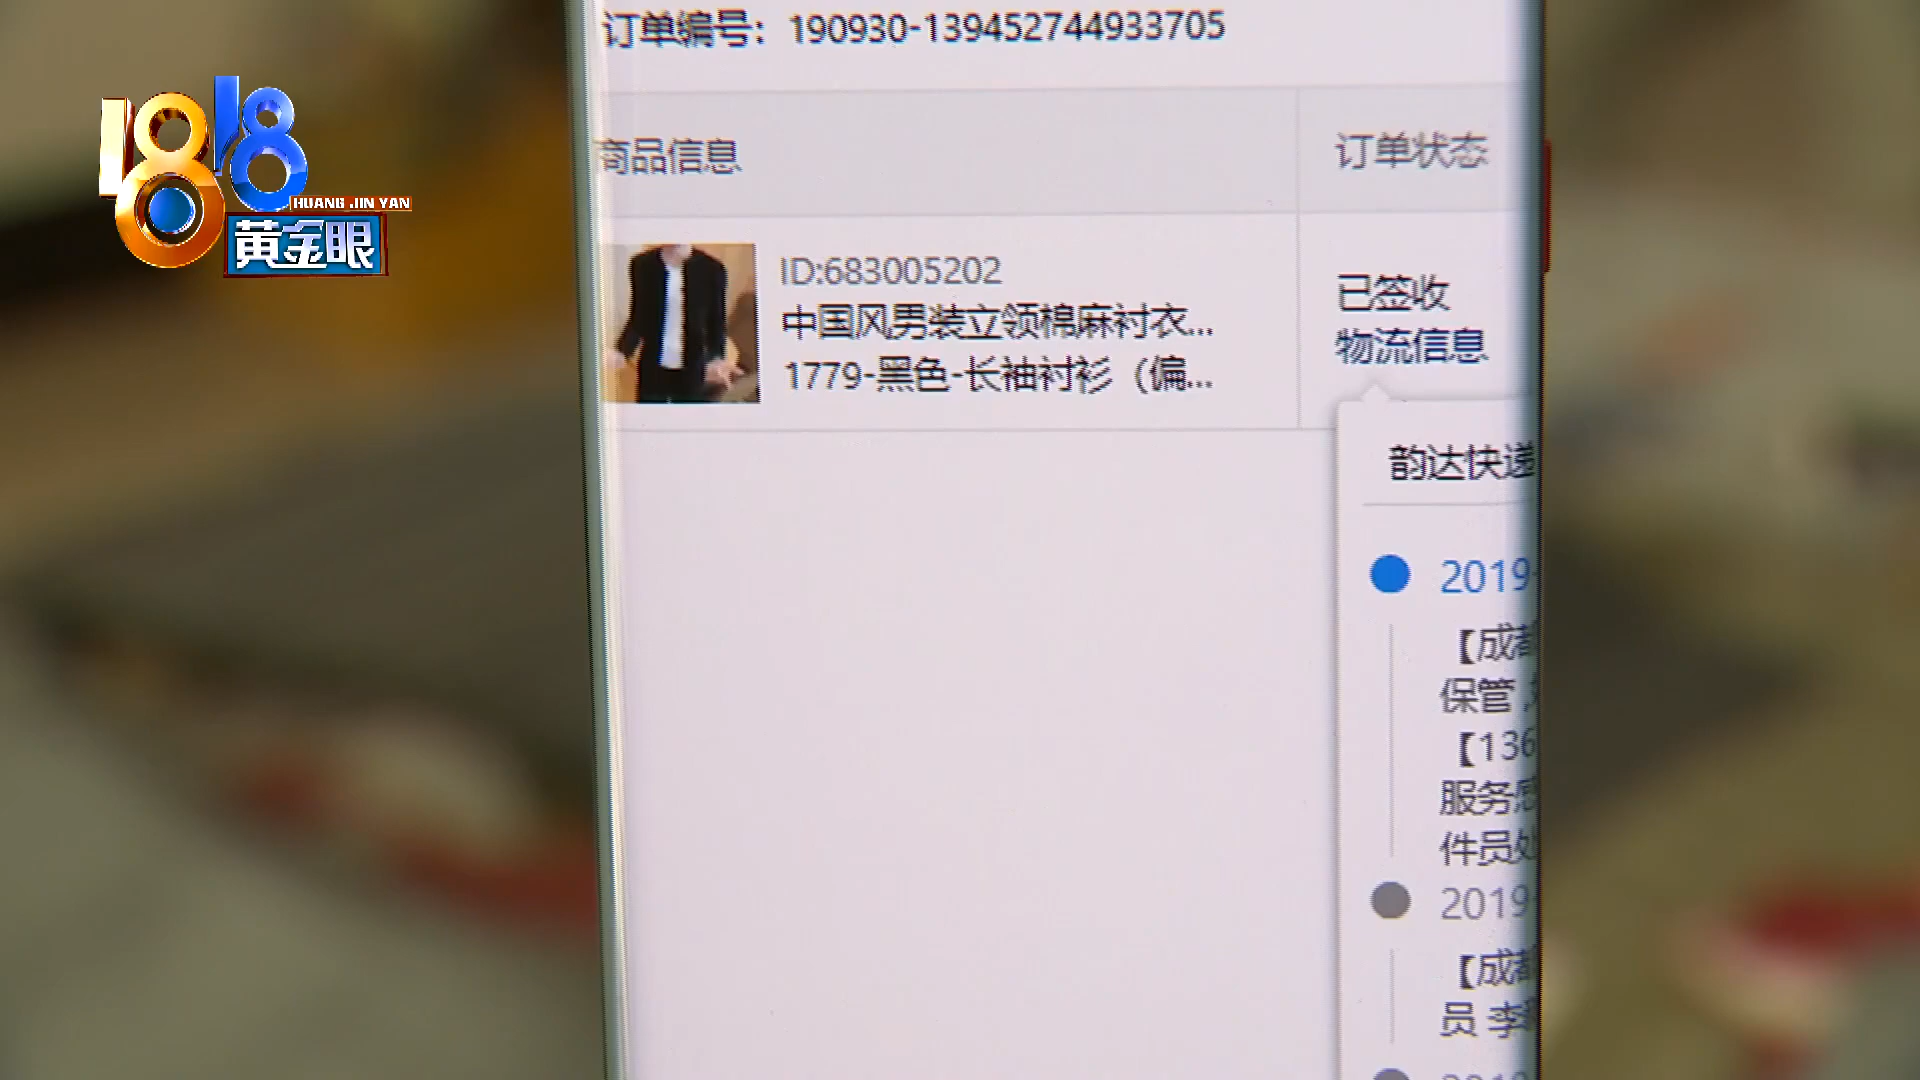 1818
HUANG JIN YAN
黄金眼
订单编号：190930-139452744933705
商品信息
订单状态
ID:683005202
中国风男装立领棉麻衬衣...
1779-黑色-长袖衬衫（偏...
已签收
物流信息
韵达快递
2019-
【成都
保管
【136
服务
件员
2019-
【成都
员 李